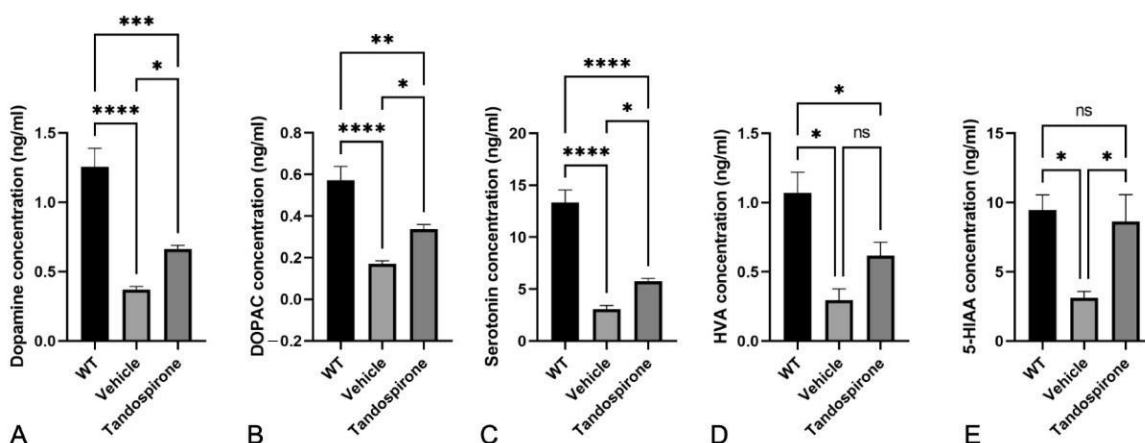 ***
*
****
Dopamine concentration (ng/ml)
1.5
1.0
0.5
0.0
WT
Vehicle
Tandospirone
A
**
*
****
DOPAC concentration (ng/ml)
0.8
0.6
0.4
0.2
0.0
−0.2
WT
Vehicle
Tandospirone
B
****
*
****
Serotonin concentration (ng/ml)
20
15
10
5
0
WT
Vehicle
Tandospirone
C
*
* ns
HVA concentration (ng/ml)
1.5
1.0
0.5
0.0
WT
Vehicle
Tandospirone
D
ns
* *
5-HIAA concentration (ng/ml)
15
10
5
0
WT
Vehicle
Tandospirone
E